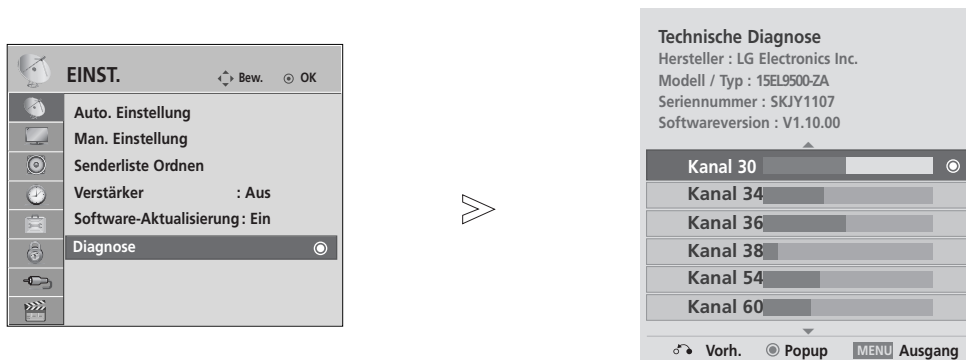 EINST.
Bew. OK
Auto. Einstellung
Man. Einstellung
Senderliste Ordnen
Verstärker : Aus
Software-Aktualisierung : Ein
Diagnose
Technische Diagnose
Hersteller : LG Electronics Inc.
Modell / Typ : 15EL9500-ZA
Seriennummer : SKJY1107
Softwareversion : V1.10.00
Kanal 30
Kanal 34
Kanal 36
Kanal 38
Kanal 54
Kanal 60
Vorh. Popup MENU Ausgang